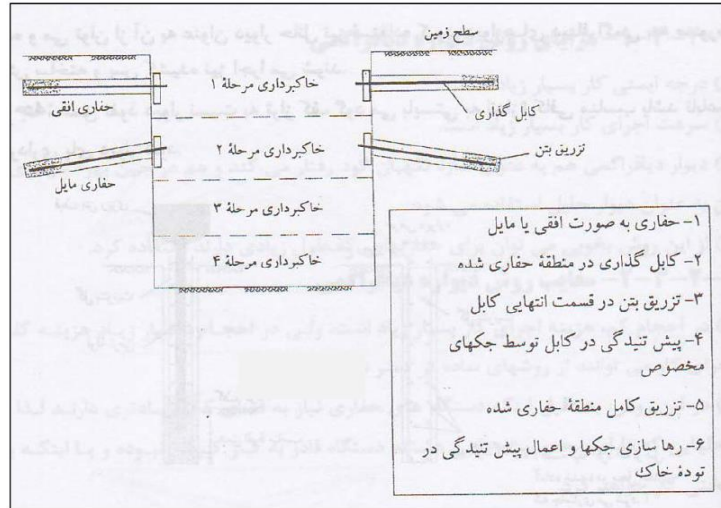 سطح زمین
خاکبرداری مرحلهٔ ۱
حفاری افقی
کابل گذاری
خاکبرداری مرحلهٔ ۲
تزریق بتن
حفاری مایل
خاکبرداری مرحلهٔ ۳
خاکبرداری مرحلهٔ ۴
۱- حفاری به صورت افقی یا مایل
۲- کابل گذاری در منطقهٔ حفاری شده
۳- تزریق بتن در قسمت انتهایی کابل
۴- پیش تنیدگی در کابل توسط جکهای
مخصوص
۵- تزریق کامل منطقهٔ حفاری شده
۶- رها سازی جکها و اعمال پیش تنیدگی در
تودهٔ خاک